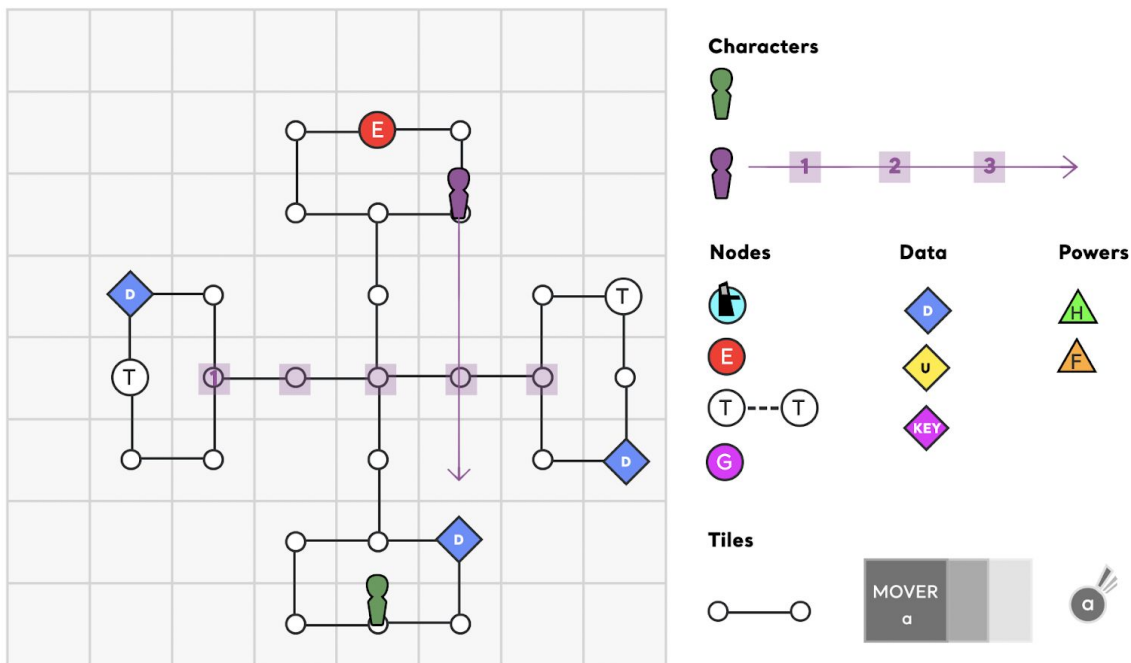 E
D
T
T
1
D
D
Characters
1 2 3
Nodes Data Powers
D H
E U F
T T KEY
G
Tiles
MOVER
a
a